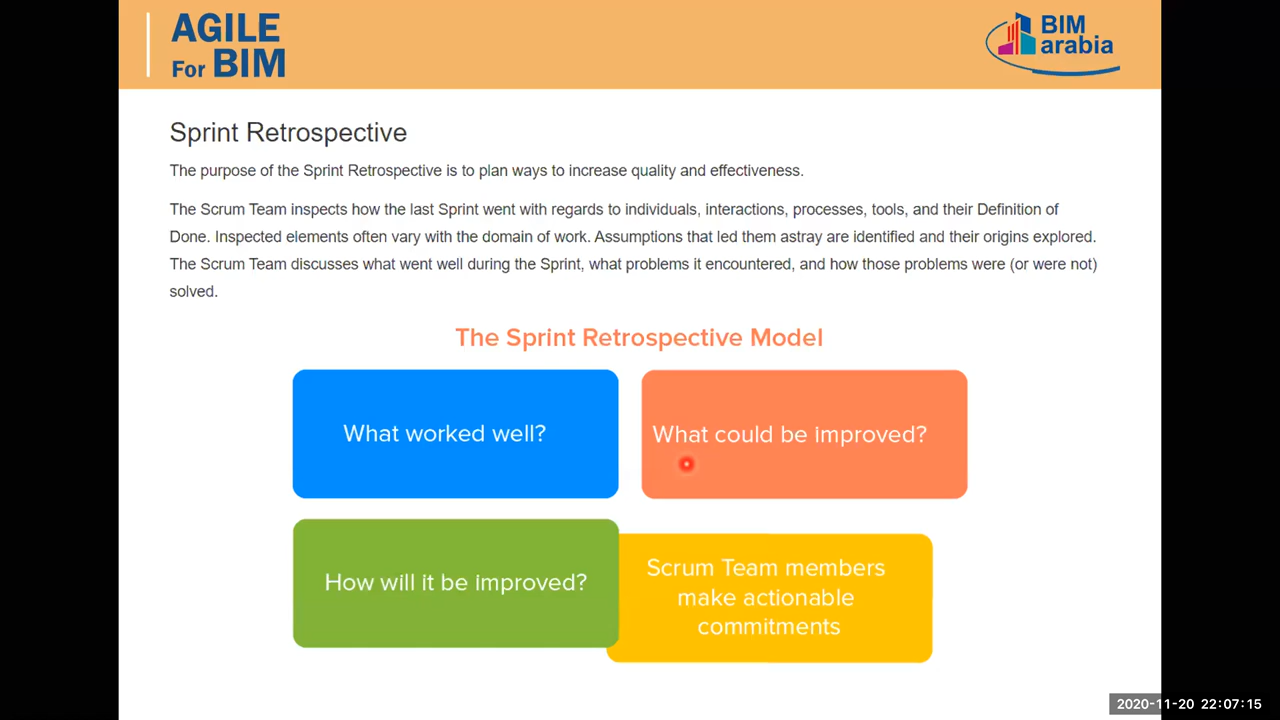 AGILE
For BIM
BIM
arabia
Sprint Retrospective
The purpose of the Sprint Retrospective is to plan ways to increase quality and effectiveness.
The Scrum Team inspects how the last Sprint went with regards to individuals, interactions, processes, tools, and their Definition of
Done. Inspected elements often vary with the domain of work. Assumptions that led them astray are identified and their origins explored.
The Scrum Team discusses what went well during the Sprint, what problems it encountered, and how those problems were (or were not)
solved.
The Sprint Retrospective Model
What worked well?
What could be improved?
How will it be improved?
Scrum Team members
make actionable
commitments
2020-11-20 22:07:15